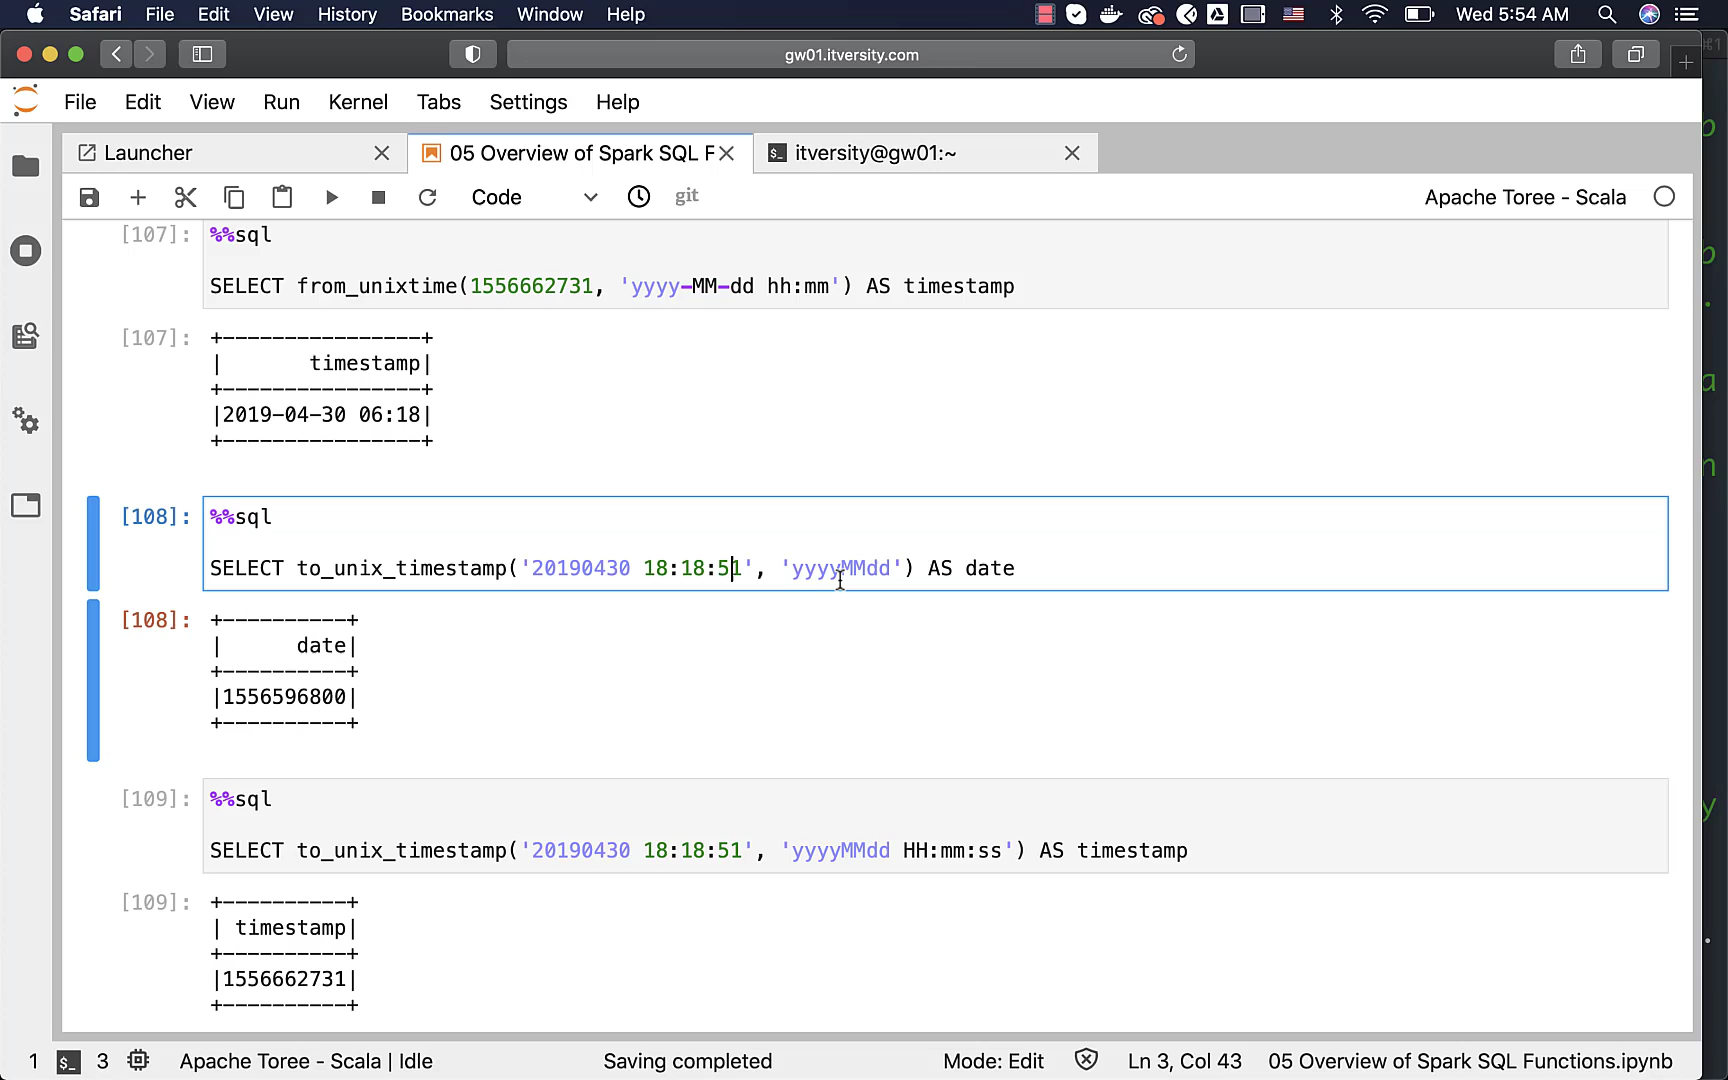 Safari File Edit View History Bookmarks Window Help Wed 5:54 AM
gw01.itversity.com
File Edit View Run Kernel Tabs Settings Help
Launcher 05 Overview of Spark SQL F itversity@gw01:~
Code git Apache Toree - Scala
[107]: %%sql
SELECT from_unixtime(1556662731, 'yyyy-MM-dd hh:mm') AS timestamp
[107]: +----------------+
|       timestamp|
+----------------+
|2019-04-30 06:18|
+----------------+
[108]: %%sql
SELECT to_unix_timestamp('20190430 18:18:51', 'yyyyMMdd') AS date
[108]: +----------+
|      date|
+----------+
|1556596800|
+----------+
[109]: %%sql
SELECT to_unix_timestamp('20190430 18:18:51', 'yyyyMMdd HH:mm:ss') AS timestamp
[109]: +----------+
| timestamp|
+----------+
|1556662731|
+----------+
1 $_ 3 Apache Toree - Scala | Idle Saving completed Mode: Edit Ln 3, Col 43 05 Overview of Spark SQL Functions.ipynb